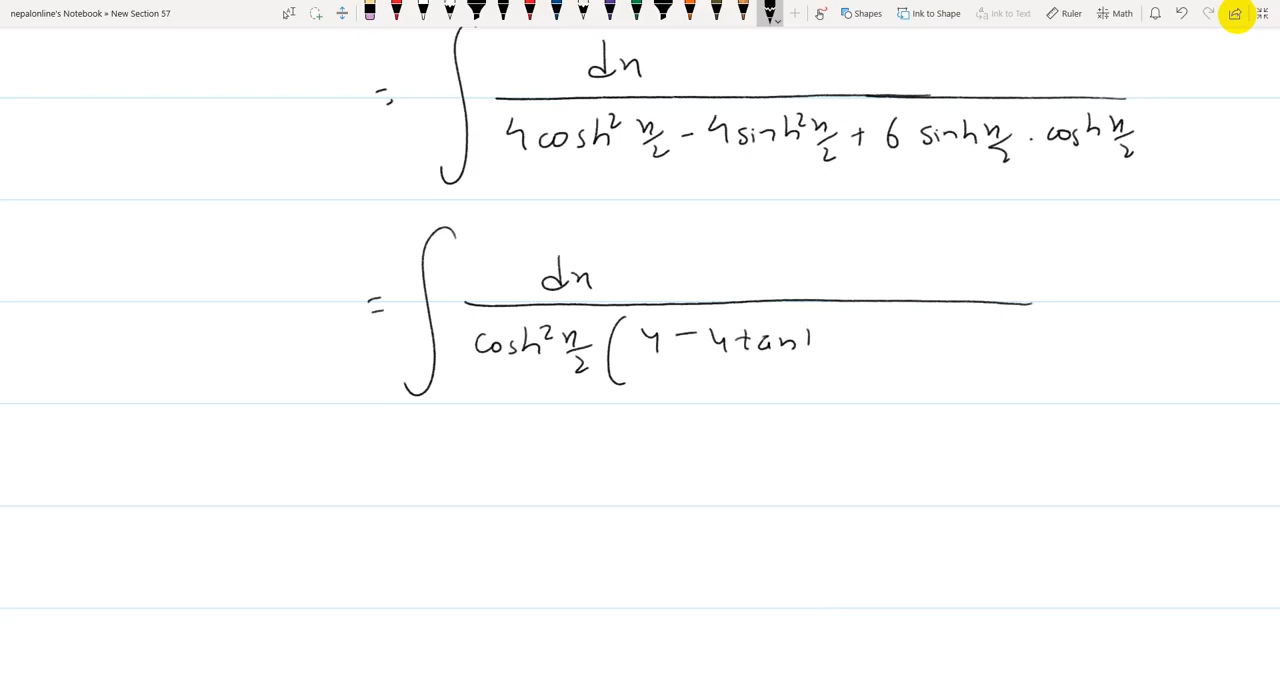 nepalonline's Notebook » New Section 57 Shapes Ink to Shape Ink to Text Ruler Math
= ∫ dx / (4 cosh² x/2 - 4 sinh² x/2 + 6 sinh x/2 . cosh x/2)
= ∫ dx / cosh² x/2 ( 4 - 4 tanh